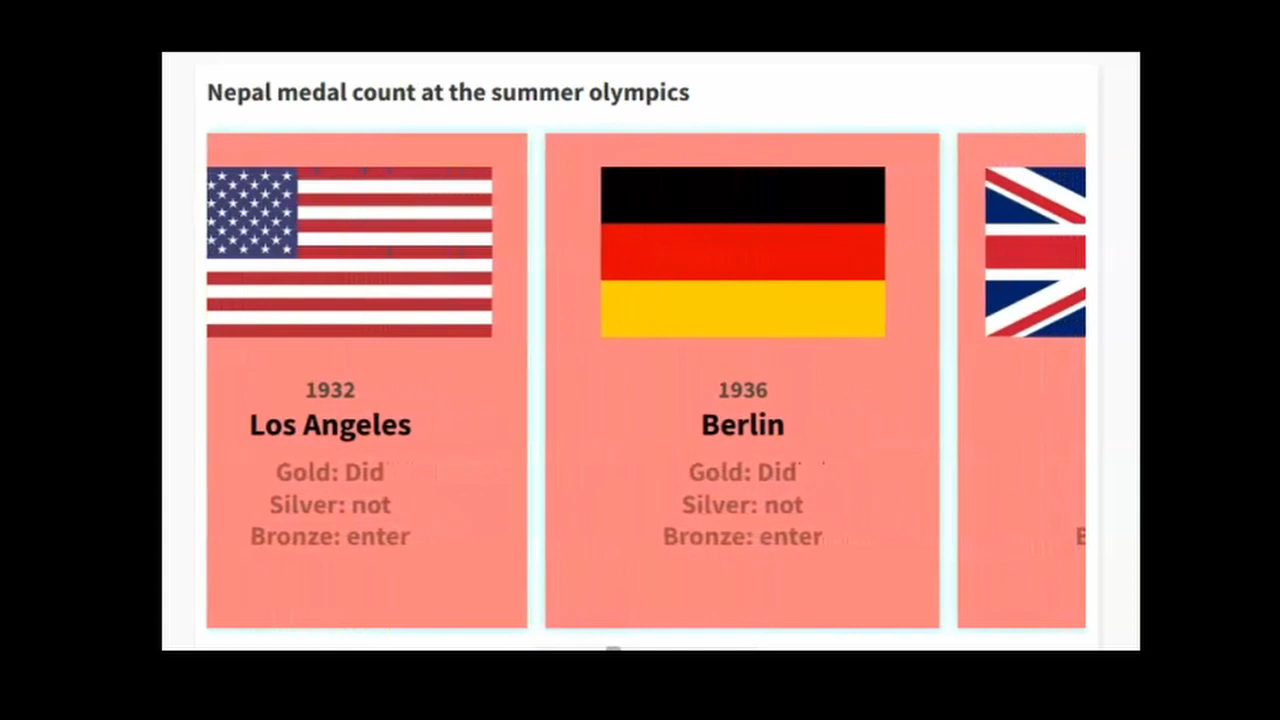 Nepal medal count at the summer olympics
1932
Los Angeles
Gold: Did
Silver: not
Bronze: enter
1936
Berlin
Gold: Did
Silver: not
Bronze: enter